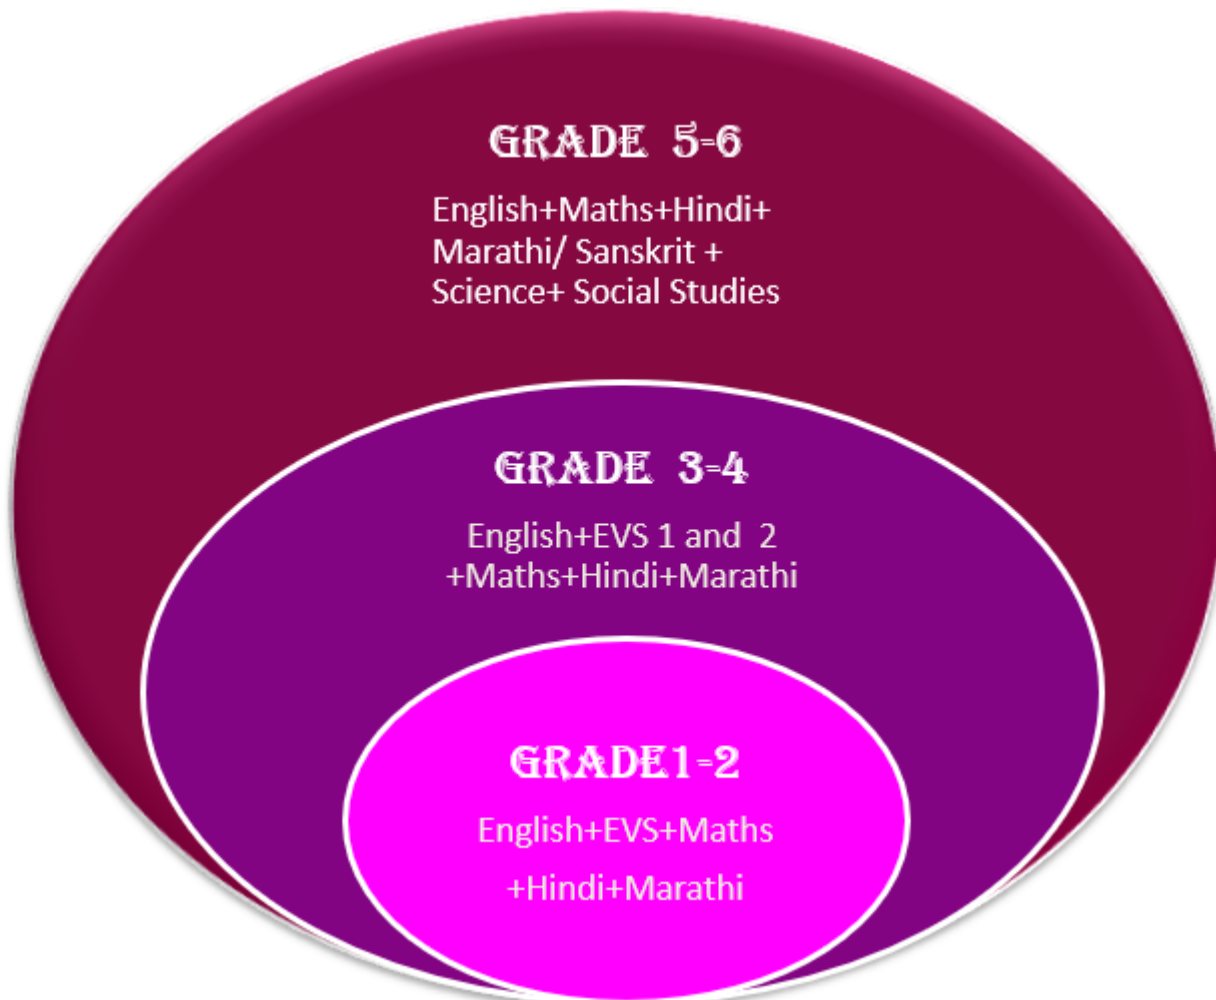 GRADE 5-6
English+Maths+Hindi+
Marathi/ Sanskrit +
Science+ Social Studies
GRADE 3-4
English+EVS 1 and 2
+Maths+Hindi+Marathi
GRADE1-2
English+EVS+Maths
+Hindi+Marathi